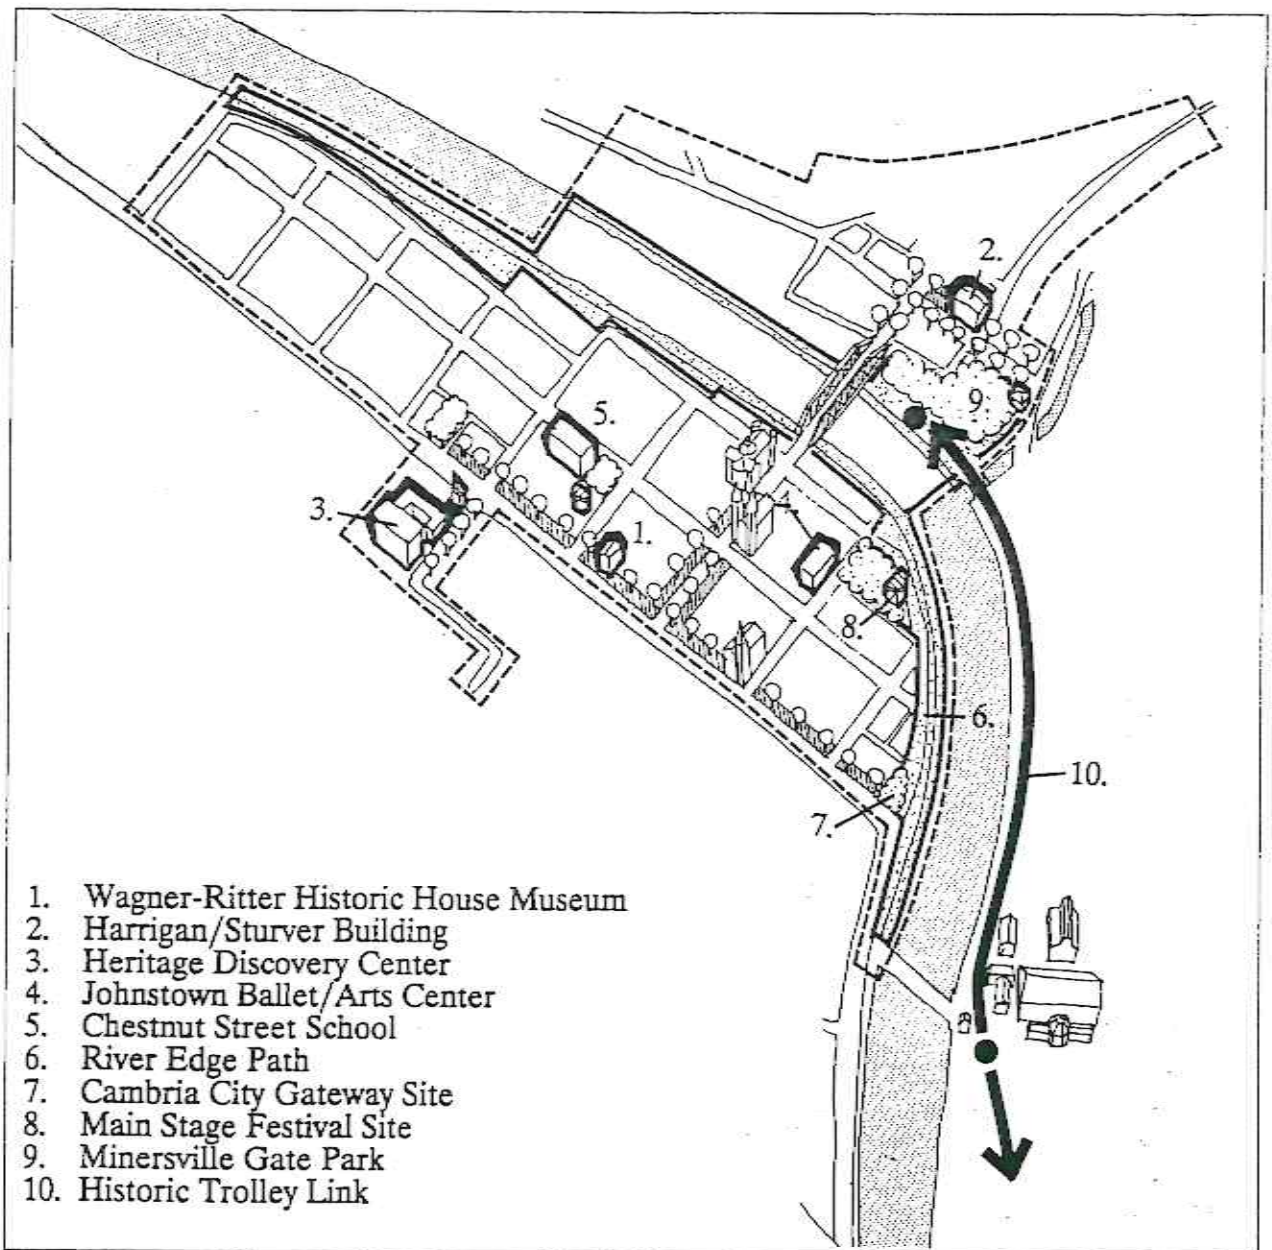 2.
5.
9.
3.
4.
1.
8.
6.
10.
7.
1. Wagner-Ritter Historic House Museum
2. Harrigan/Sturver Building
3. Heritage Discovery Center
4. Johnstown Ballet/Arts Center
5. Chestnut Street School
6. River Edge Path
7. Cambria City Gateway Site
8. Main Stage Festival Site
9. Minersville Gate Park
10. Historic Trolley Link